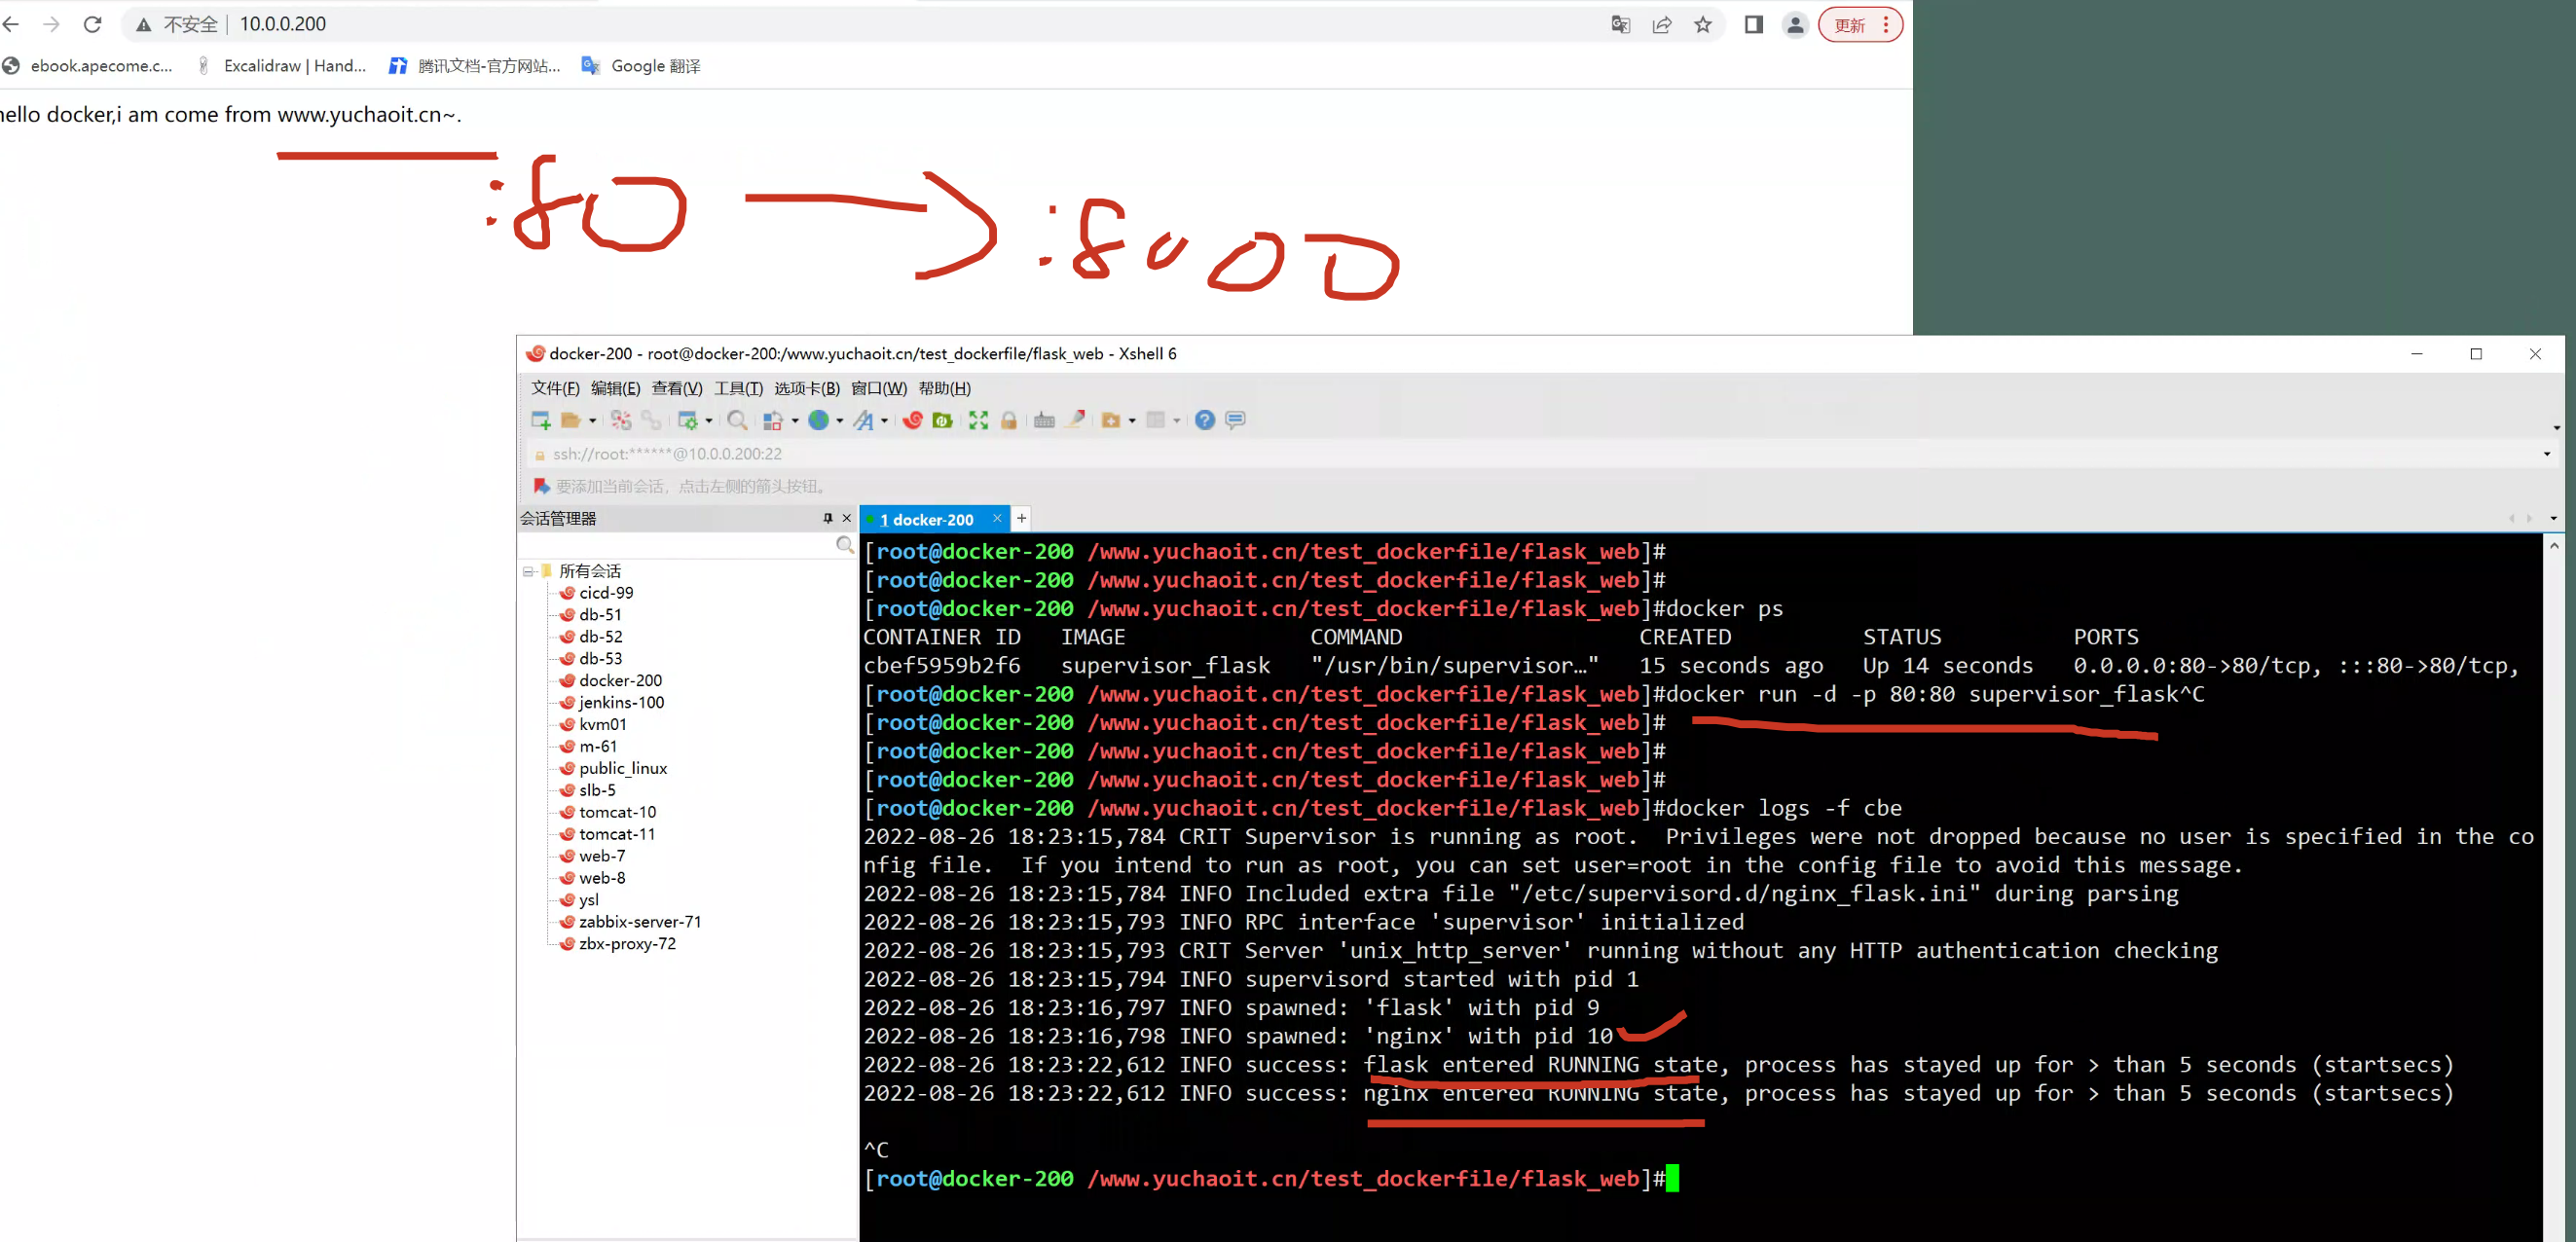 不安全 10.0.0.200 更新
ebook.apecome.c... Excalidraw | Hand... 腾讯文档-官方网站... Google 翻译
hello docker,i am come from www.yuchaoit.cn~.
:80 :8000
docker-200 - root@docker-200:/www.yuchaoit.cn/test_dockerfile/flask_web - Xshell 6
文件(F) 编辑(E) 查看(V) 工具(T) 选项卡(B) 窗口(W) 帮助(H)
ssh://root:******@10.0.0.200:22
要添加当前会话，点击左侧的箭头按钮。
会话管理器
所有会话
cicd-99
db-51
db-52
db-53
docker-200
jenkins-100
kvm01
m-61
public_linux
slb-5
tomcat-10
tomcat-11
web-7
web-8
ysl
zabbix-server-71
zbx-proxy-72
1 docker-200
[root@docker-200 /www.yuchaoit.cn/test_dockerfile/flask_web]#
[root@docker-200 /www.yuchaoit.cn/test_dockerfile/flask_web]#
[root@docker-200 /www.yuchaoit.cn/test_dockerfile/flask_web]#docker ps
CONTAINER ID IMAGE COMMAND CREATED STATUS PORTS
cbef5959b2f6 supervisor_flask "/usr/bin/supervisor…" 15 seconds ago Up 14 seconds 0.0.0.0:80->80/tcp, :::80->80/tcp,
[root@docker-200 /www.yuchaoit.cn/test_dockerfile/flask_web]#docker run -d -p 80:80 supervisor_flask^C
[root@docker-200 /www.yuchaoit.cn/test_dockerfile/flask_web]#
[root@docker-200 /www.yuchaoit.cn/test_dockerfile/flask_web]#
[root@docker-200 /www.yuchaoit.cn/test_dockerfile/flask_web]#
[root@docker-200 /www.yuchaoit.cn/test_dockerfile/flask_web]#docker logs -f cbe
2022-08-26 18:23:15,784 CRIT Supervisor is running as root.  Privileges were not dropped because no user is specified in the co
nfig file.  If you intend to run as root, you can set user=root in the config file to avoid this message.
2022-08-26 18:23:15,784 INFO Included extra file "/etc/supervisord.d/nginx_flask.ini" during parsing
2022-08-26 18:23:15,793 INFO RPC interface 'supervisor' initialized
2022-08-26 18:23:15,793 CRIT Server 'unix_http_server' running without any HTTP authentication checking
2022-08-26 18:23:15,794 INFO supervisord started with pid 1
2022-08-26 18:23:16,797 INFO spawned: 'flask' with pid 9
2022-08-26 18:23:16,798 INFO spawned: 'nginx' with pid 10
2022-08-26 18:23:22,612 INFO success: flask entered RUNNING state, process has stayed up for > than 5 seconds (startsecs)
2022-08-26 18:23:22,612 INFO success: nginx entered RUNNING state, process has stayed up for > than 5 seconds (startsecs)
^C
[root@docker-200 /www.yuchaoit.cn/test_dockerfile/flask_web]#